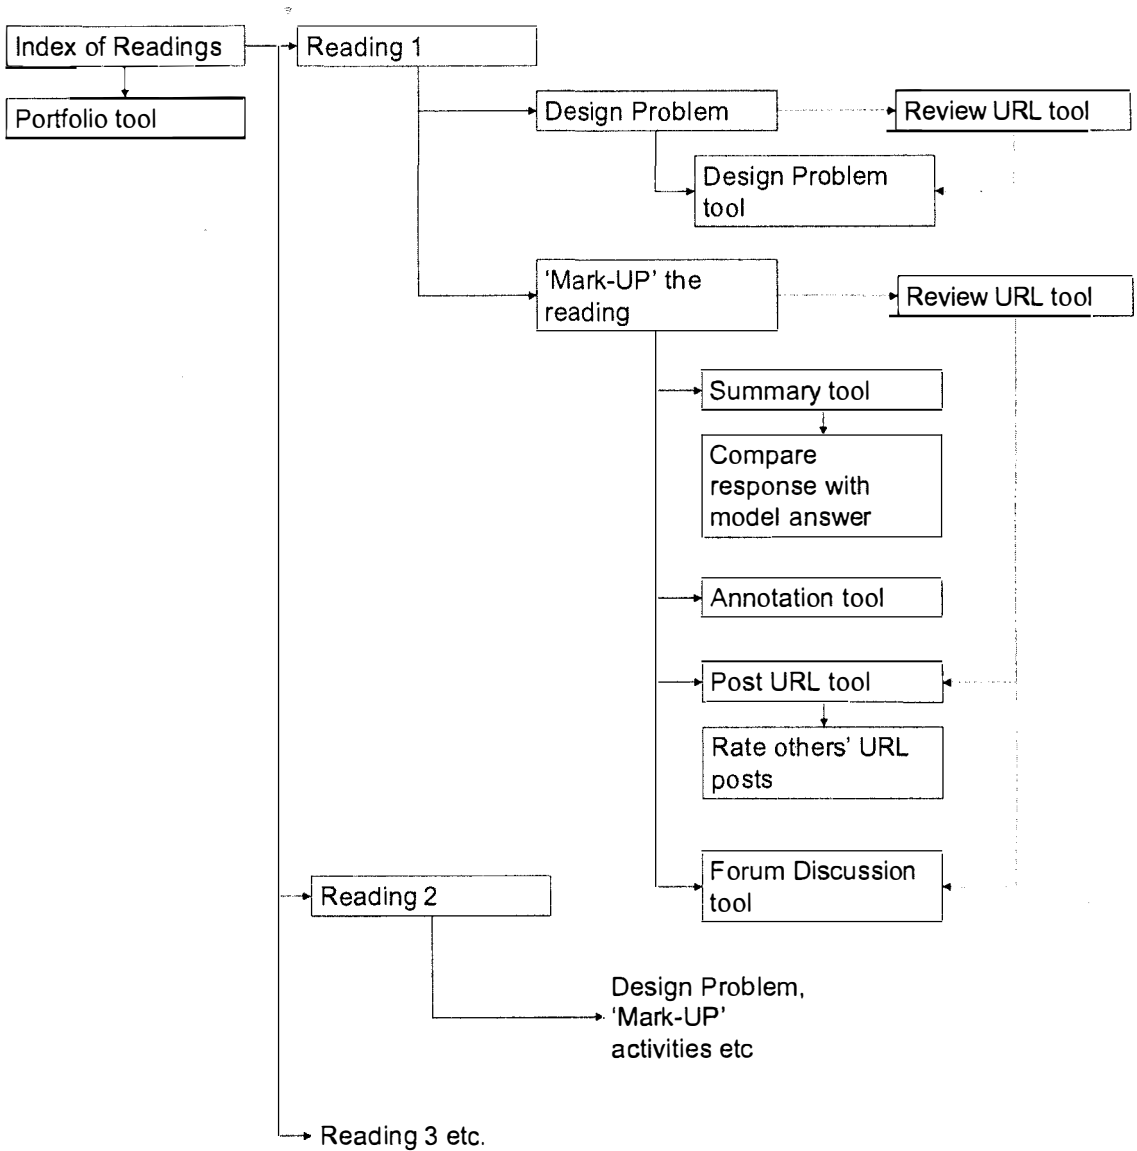 Index of Readings
Reading 1
Portfolio tool
Design Problem
Review URL tool
Design Problem
tool
‘Mark-UP’ the
reading
Review URL tool
Summary tool
Compare
response with
model answer
Annotation tool
Post URL tool
Rate others’ URL
posts
Forum Discussion
tool
Reading 2
Design Problem,
‘Mark-UP’
activities etc
Reading 3 etc.